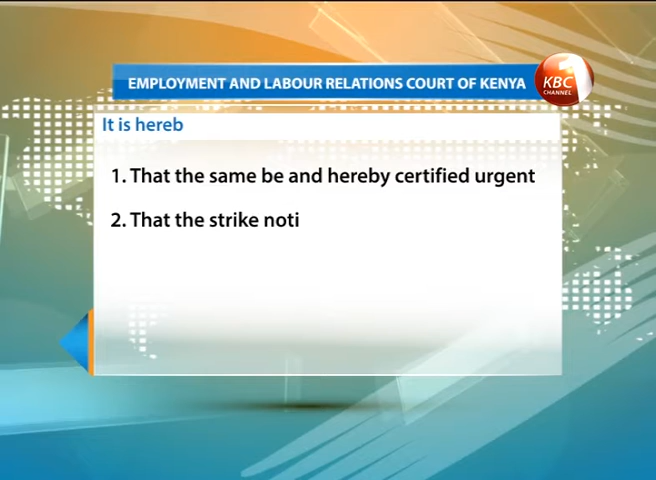 EMPLOYMENT AND LABOUR RELATIONS COURT OF KENYA
KBC 1
CHANNEL
It is hereb
1. That the same be and hereby certified urgent
2. That the strike noti